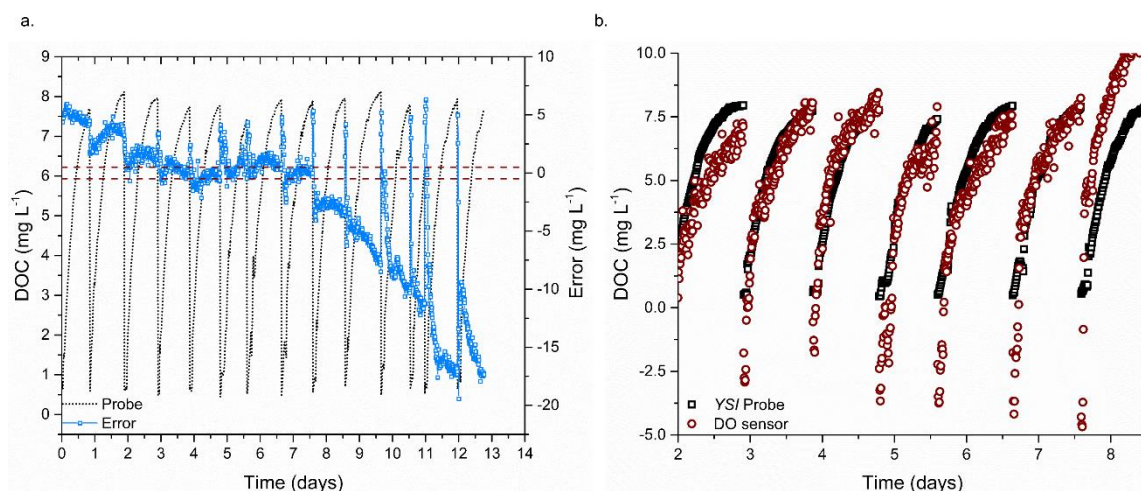 a.
b.
9
8
7
6
5
4
3
2
1
0
DOC (mg L⁻¹)
10
5
0
-5
-10
-15
-20
Error (mg L⁻¹)
Probe
Error
0 1 2 3 4 5 6 7 8 9 10 11 12 13 14
Time (days)
10.0
7.5
5.0
2.5
0.0
-2.5
-5.0
DOC (mg L⁻¹)
YSI Probe
DO sensor
2 3 4 5 6 7 8
Time (days)